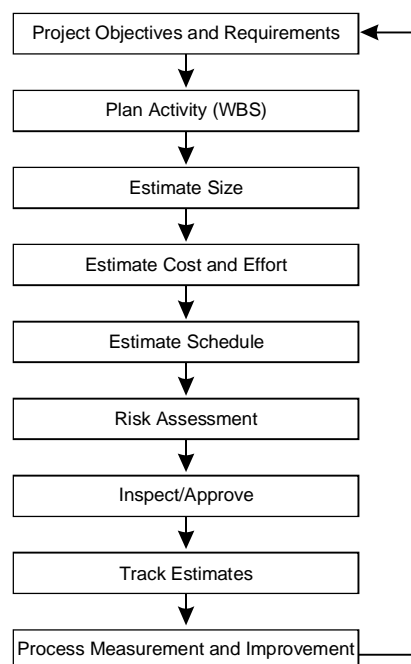 Project Objectives and Requirements
Plan Activity (WBS)
Estimate Size
Estimate Cost and Effort
Estimate Schedule
Risk Assessment
Inspect/Approve
Track Estimates
Process Measurement and Improvement